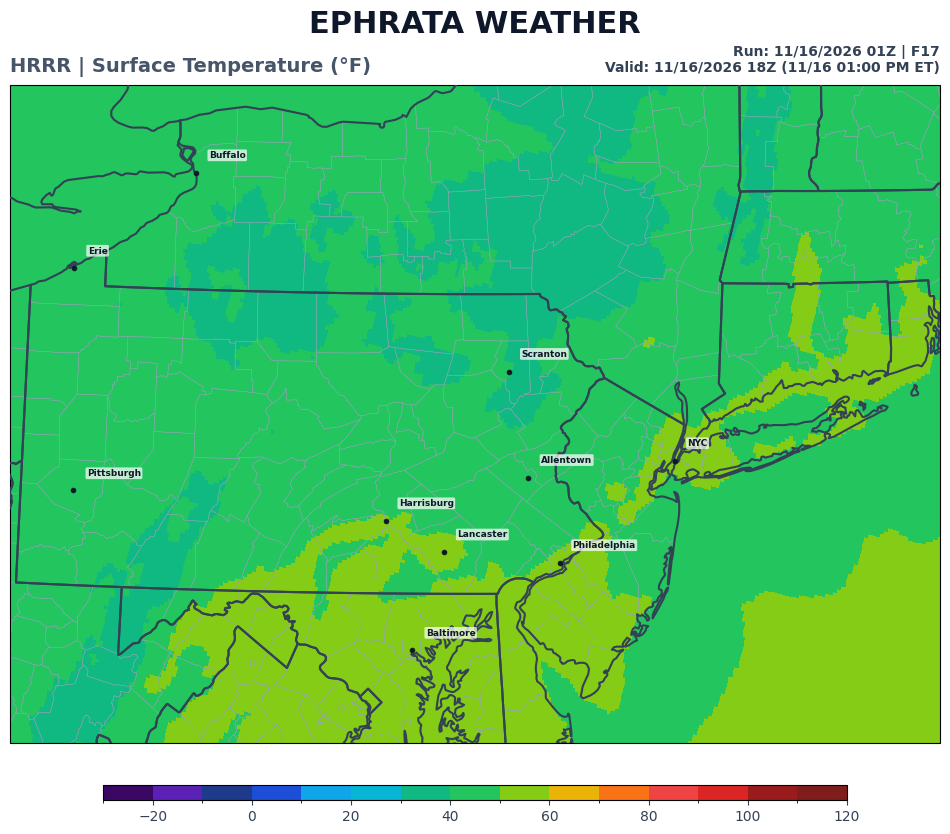 EPHRATA WEATHER
Run: 11/16/2026 01Z | F17
HRRR | Surface Temperature (°F)
Valid: 11/16/2026 18Z (11/16 01:00 PM ET)
Buffalo
Erie
Scranton
NYC
Allentown
Pittsburgh
Harrisburg
Lancaster
Philadelphia
Baltimore
−20 0 20 40 60 80 100 120